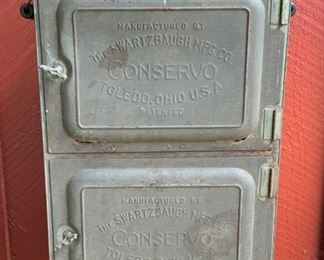 MANUFACTURED BY
The SWARTZBAUGH MFG CO.
CONSERVO
TOLEDO, OHIO U.S.A.
PATENTED
MANUFACTURED BY
The SWARTZBAUGH MFG
CONSERVO
TOLEDO, OHIO U.S.A.